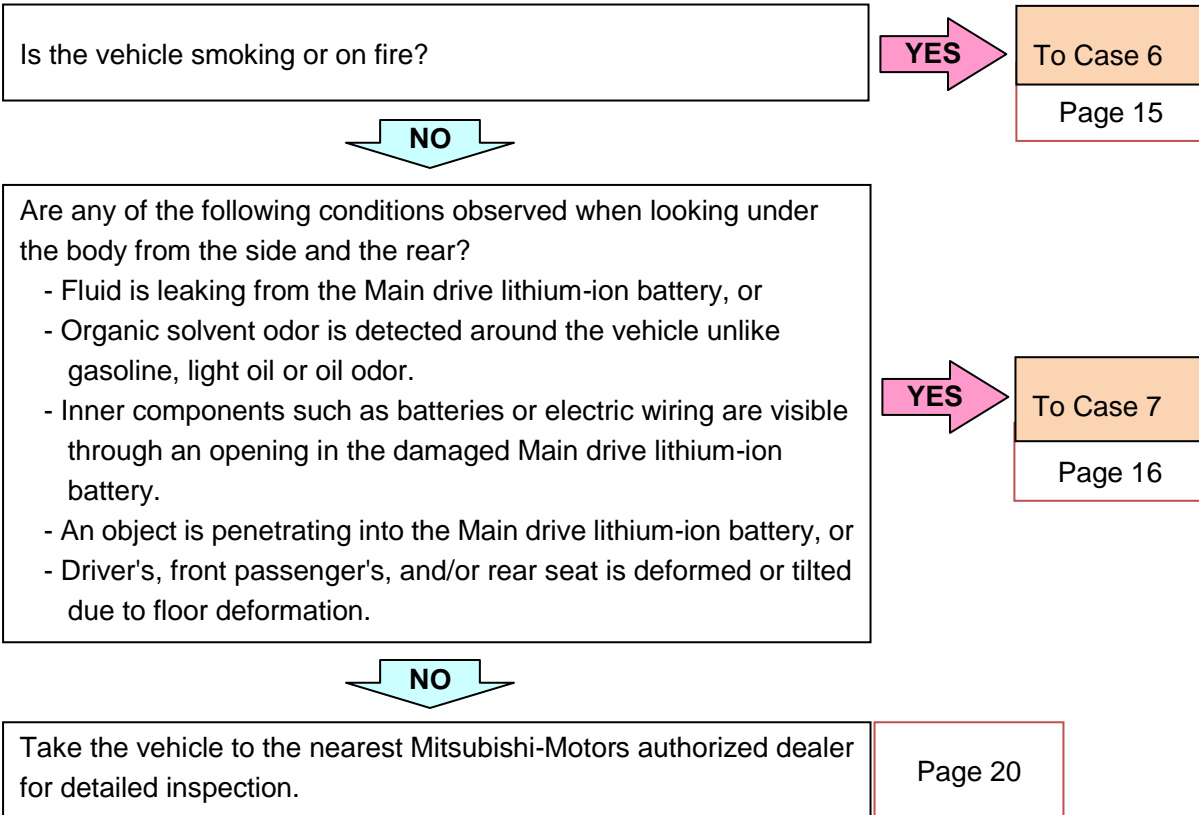 Is the vehicle smoking or on fire?
YES
To Case 6
Page 15
NO
Are any of the following conditions observed when looking under
the body from the side and the rear?
- Fluid is leaking from the Main drive lithium-ion battery, or
- Organic solvent odor is detected around the vehicle unlike
gasoline, light oil or oil odor.
- Inner components such as batteries or electric wiring are visible
through an opening in the damaged Main drive lithium-ion
battery.
- An object is penetrating into the Main drive lithium-ion battery, or
- Driver's, front passenger's, and/or rear seat is deformed or tilted
due to floor deformation.
YES
To Case 7
Page 16
NO
Take the vehicle to the nearest Mitsubishi-Motors authorized dealer
for detailed inspection.
Page 20